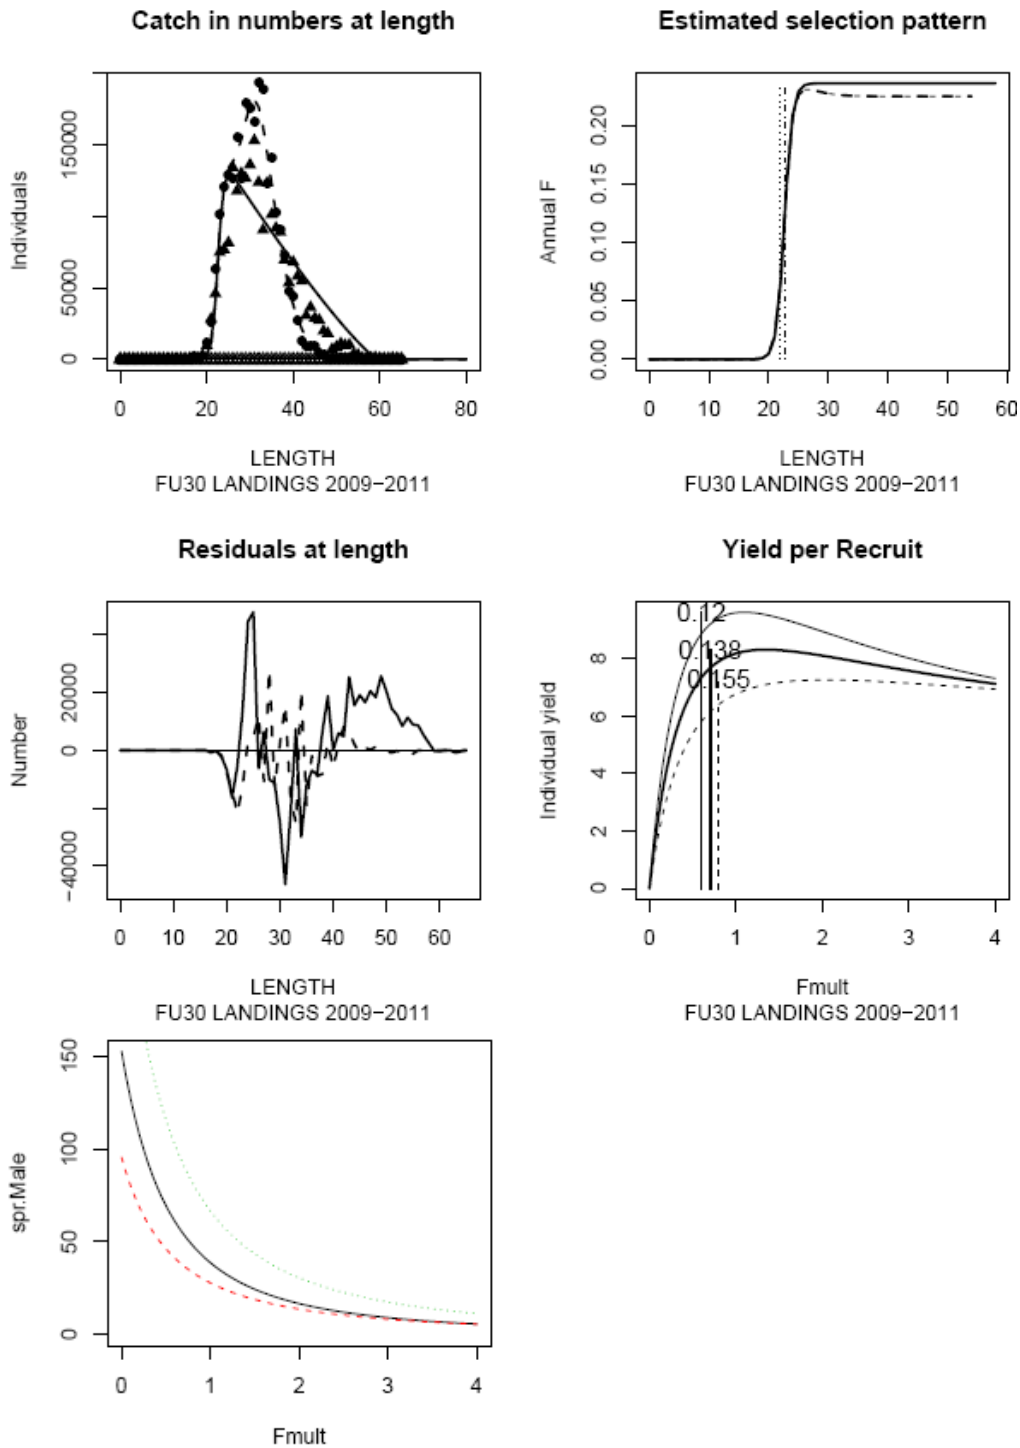 Catch in numbers at length
Individuals
0
50000
150000
0 20 40 60 80
LENGTH
FU30 LANDINGS 2009−2011
Estimated selection pattern
Annual F
0.00 0.05 0.10 0.15 0.20
0 10 20 30 40 50 60
LENGTH
FU30 LANDINGS 2009−2011
Residuals at length
Number
−40000
0
20000
0 10 20 30 40 50 60
LENGTH
FU30 LANDINGS 2009−2011
Yield per Recruit
Individual yield
0 2 4 6 8
0.12
0.138
0.155
0 1 2 3 4
Fmult
FU30 LANDINGS 2009−2011
spr.Male
0 50 100 150
0 1 2 3 4
Fmult